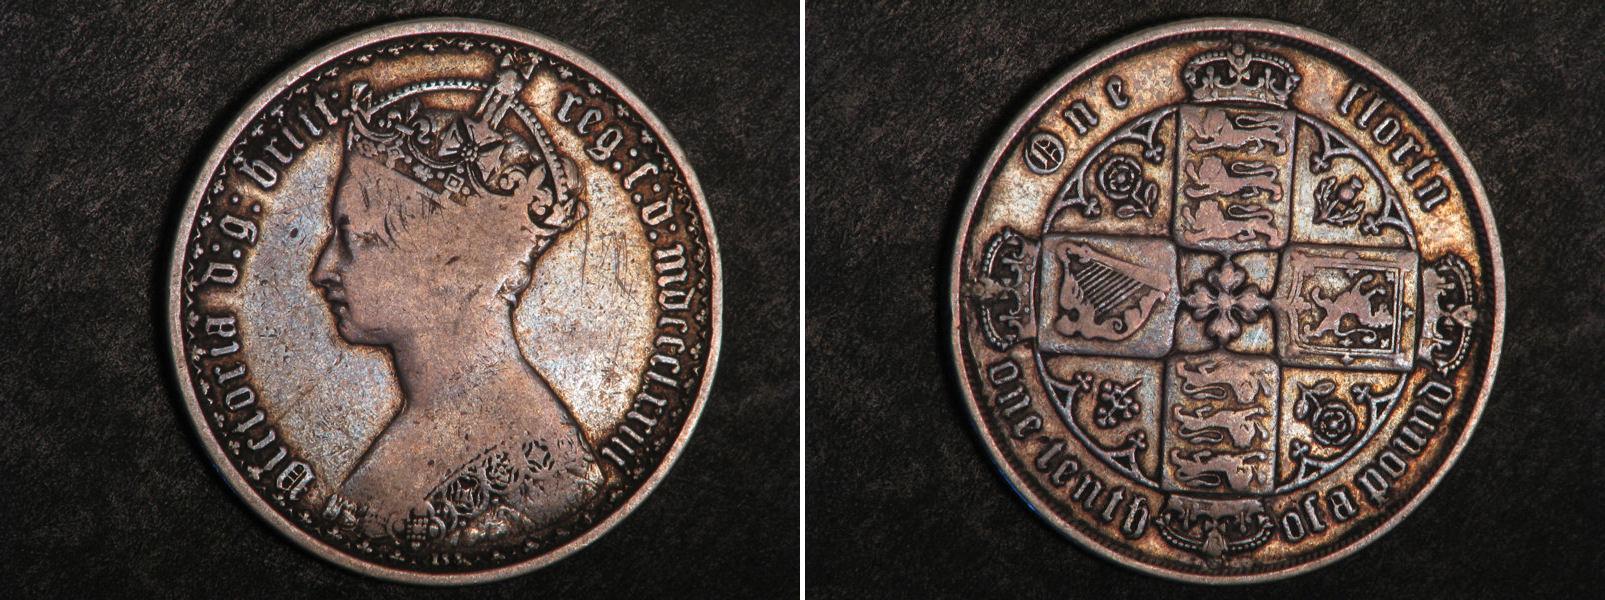 Victoria d:g: britt: reg: f:d: mdccclxxiii
One florin
one tenth of a pound